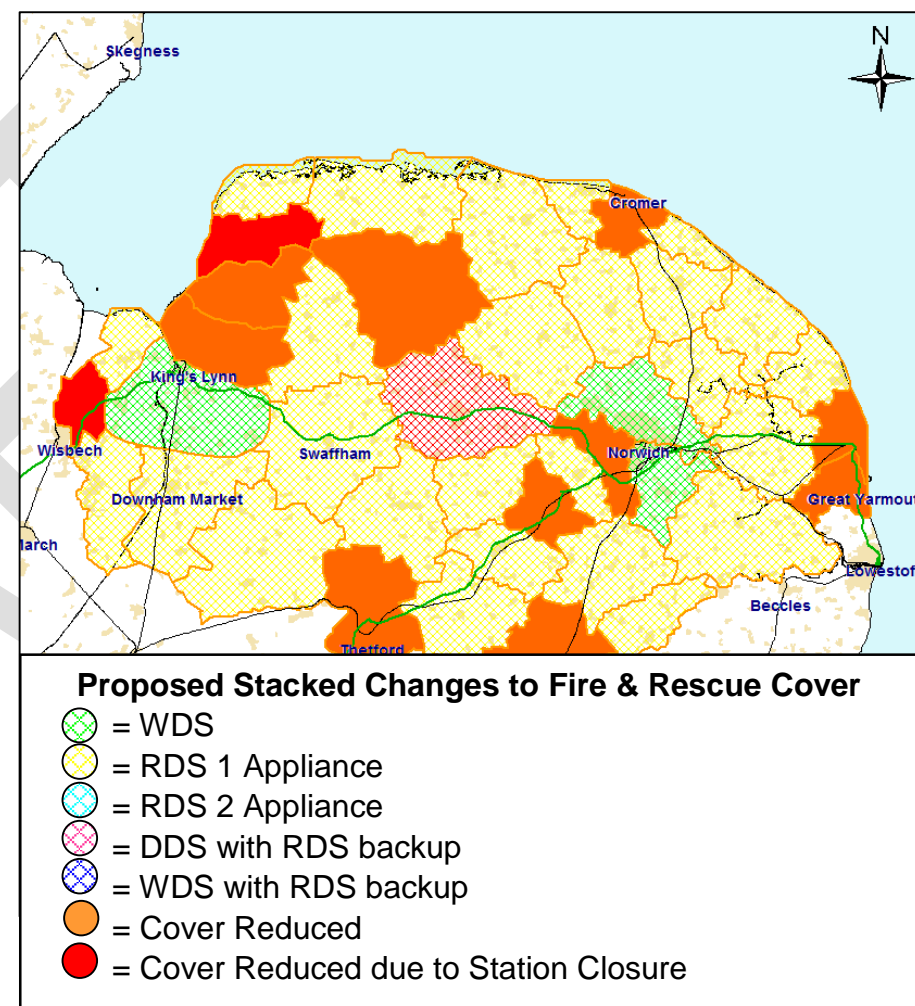 Skegness
N
Cromer
King's Lynn
Wisbech
Swaffham
Norwich
Downham Market
Great Yarmout
March
Lowestof
Beccles
Thetford
Proposed Stacked Changes to Fire & Rescue Cover
= WDS
= RDS 1 Appliance
= RDS 2 Appliance
= DDS with RDS backup
= WDS with RDS backup
= Cover Reduced
= Cover Reduced due to Station Closure